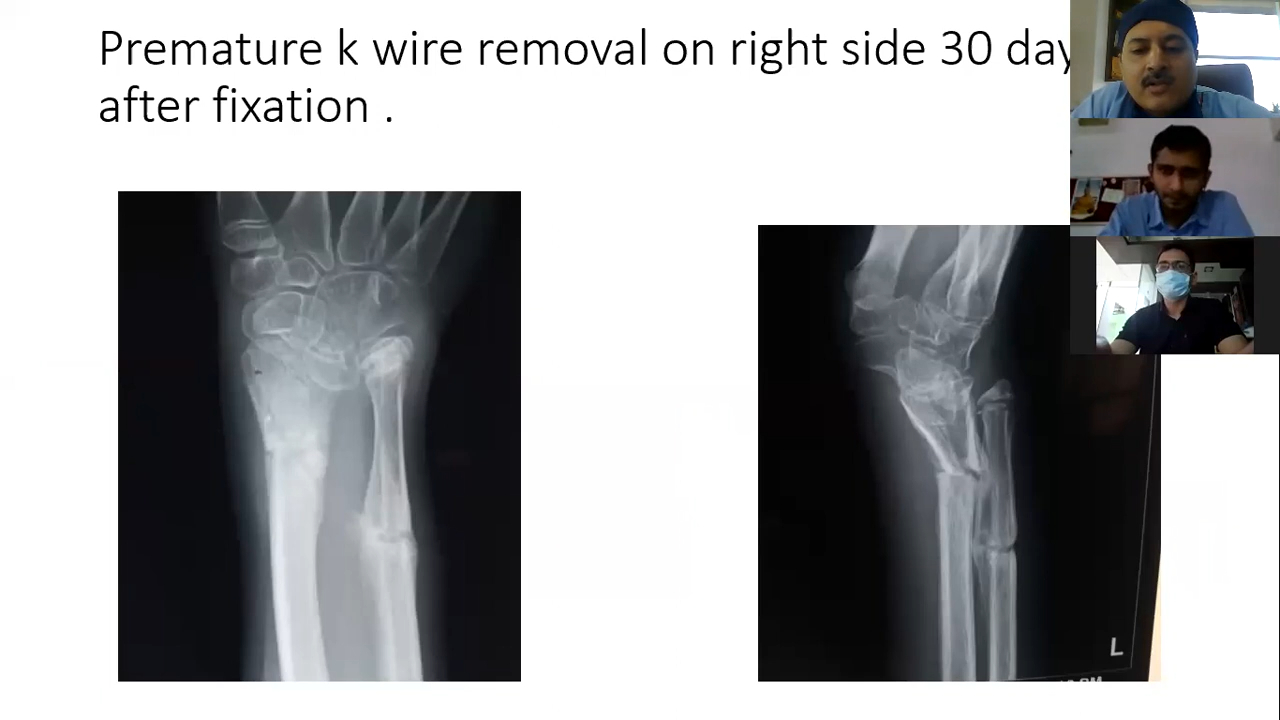 Premature k wire removal on right side 30 day
after fixation .
L